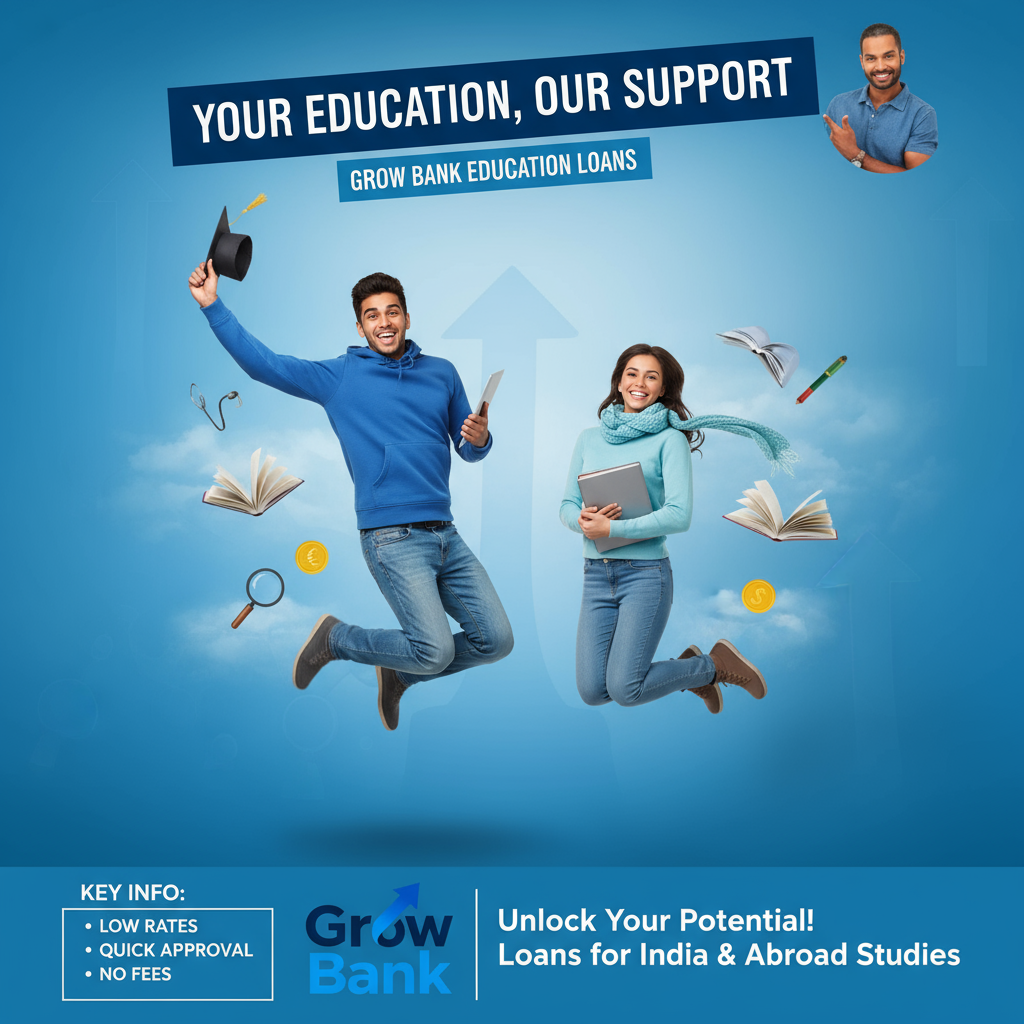 YOUR EDUCATION, OUR SUPPORT
GROW BANK EDUCATION LOANS
€
$
KEY INFO:
• LOW RATES
• QUICK APPROVAL
• NO FEES
Grow
Bank
Unlock Your Potential!
Loans for India & Abroad Studies